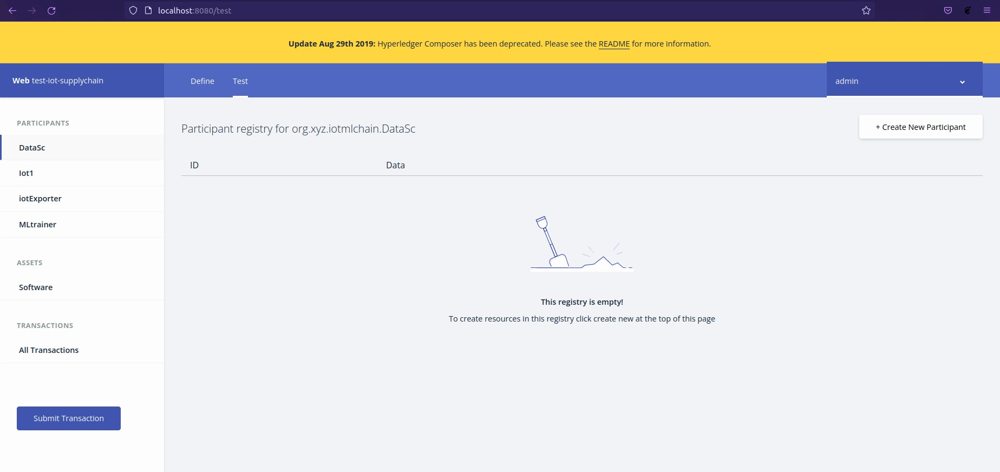 localhost:8080/test
Update Aug 29th 2019: Hyperledger Composer has been deprecated. Please see the README for more information.
Web test-iot-supplychain
Define
Test
admin
PARTICIPANTS
DataSc
Iot1
iotExporter
MLtrainer
ASSETS
Software
TRANSACTIONS
All Transactions
Submit Transaction
Participant registry for org.xyz.iotmlchain.DataSc
+ Create New Participant
ID
Data
This registry is empty!
To create resources in this registry click create new at the top of this page